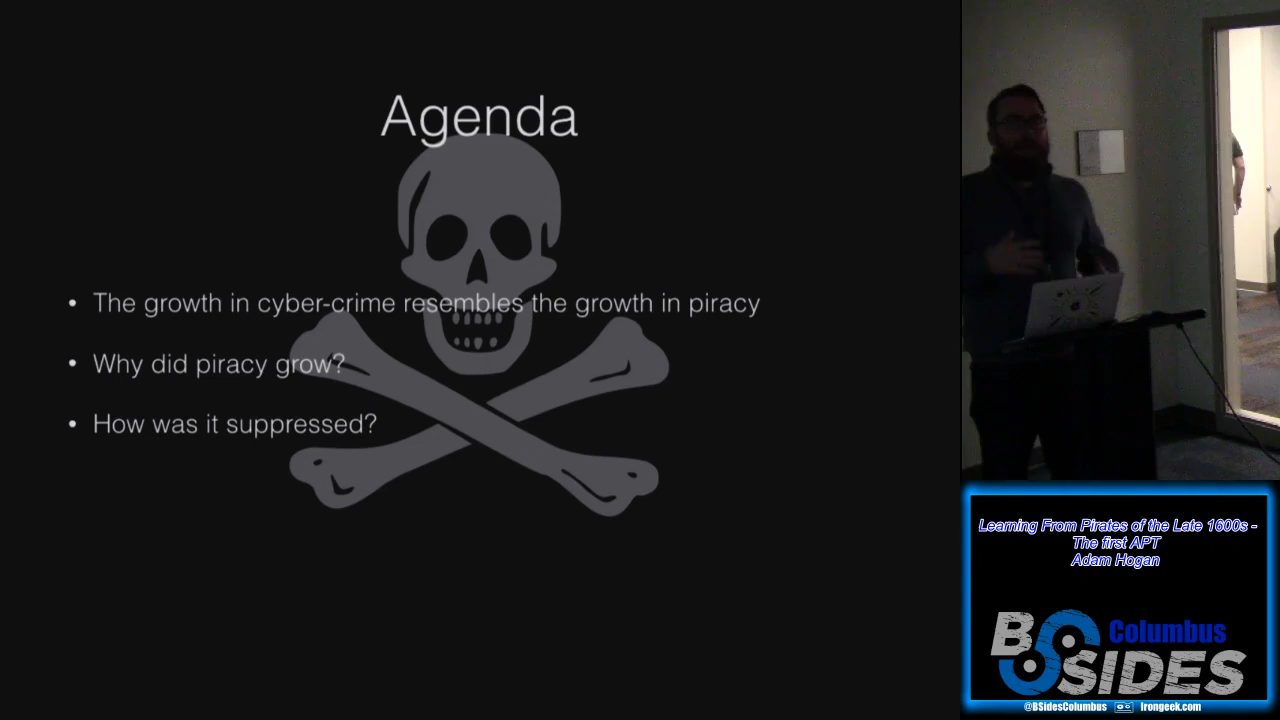 Agenda
• The growth in cyber-crime resembles the growth in piracy
• Why did piracy grow?
• How was it suppressed?
Learning From Pirates of the Late 1600s -
The first APT
Adam Hogan
BSIDES
Columbus
@BSidesColumbus Irongeek.com